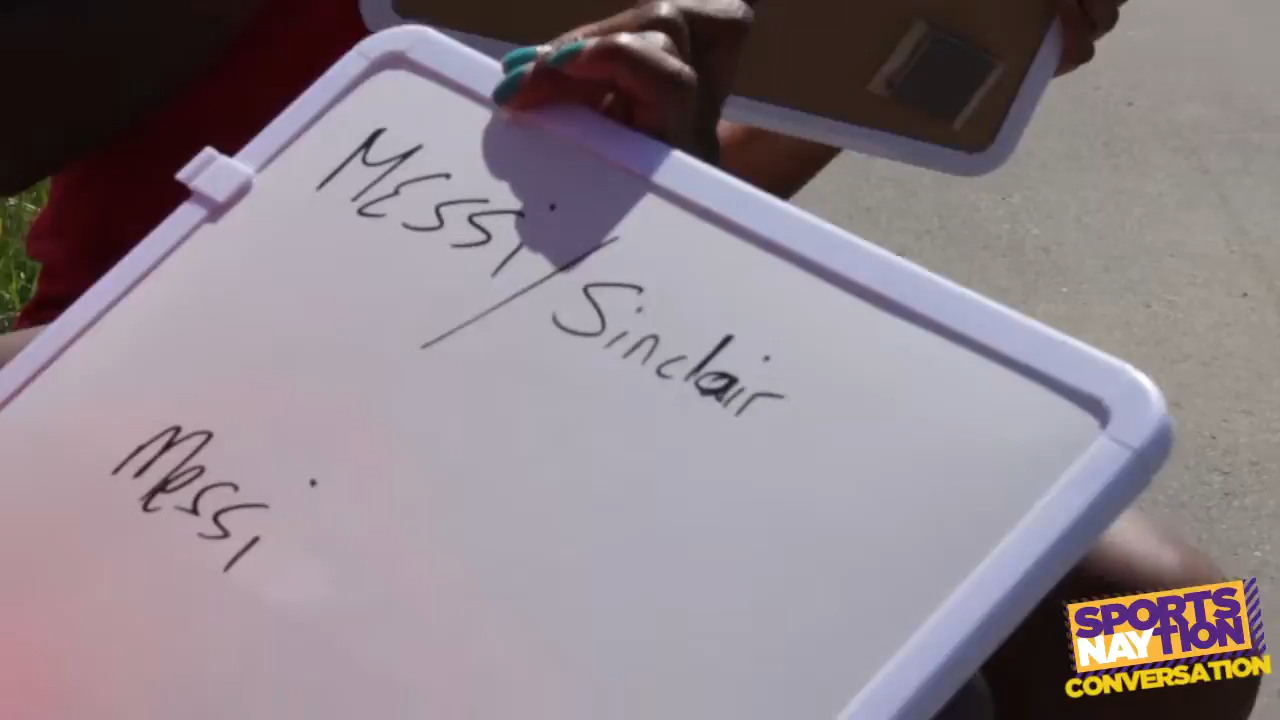 MESSi/Sinclair
Messi
SPORTS
NAYTION
CONVERSATION